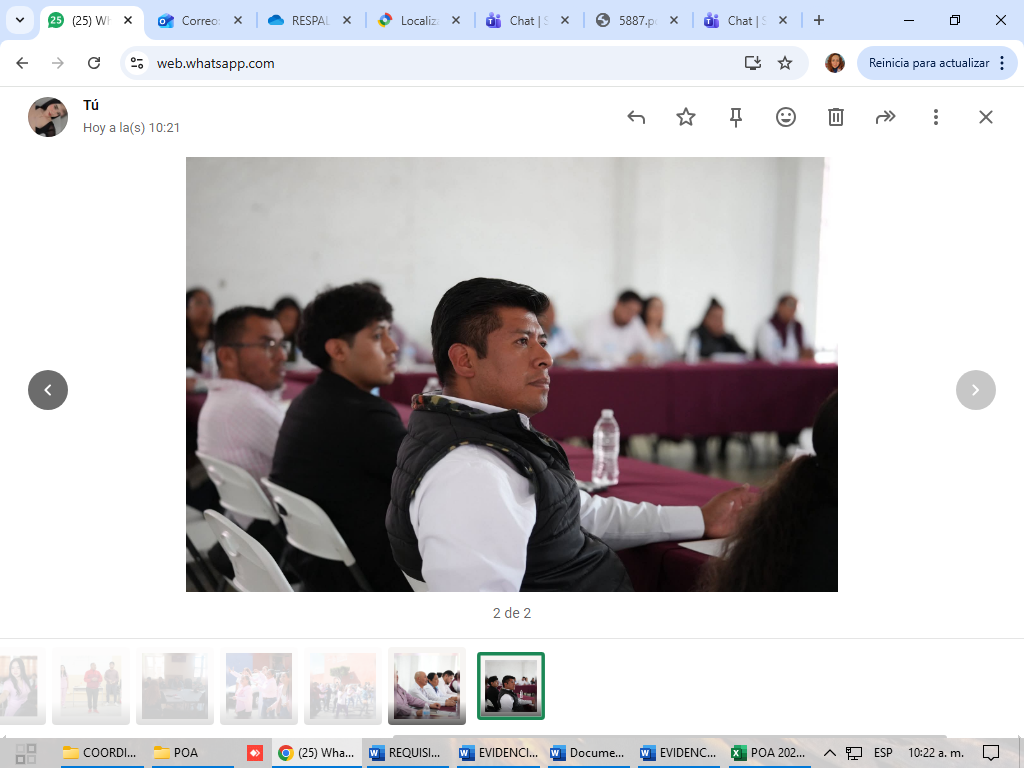 25 (25) Wh Correo: RESPAL Localiz Chat | S 5887.p Chat | S
web.whatsapp.com Reinicia para actualizar
Tú
Hoy a la(s) 10:21
2 de 2
COORDI... POA (25) Wha... REQUISI... EVIDENCI... Docume... EVIDENC... POA 202... ESP 10:22 a. m.